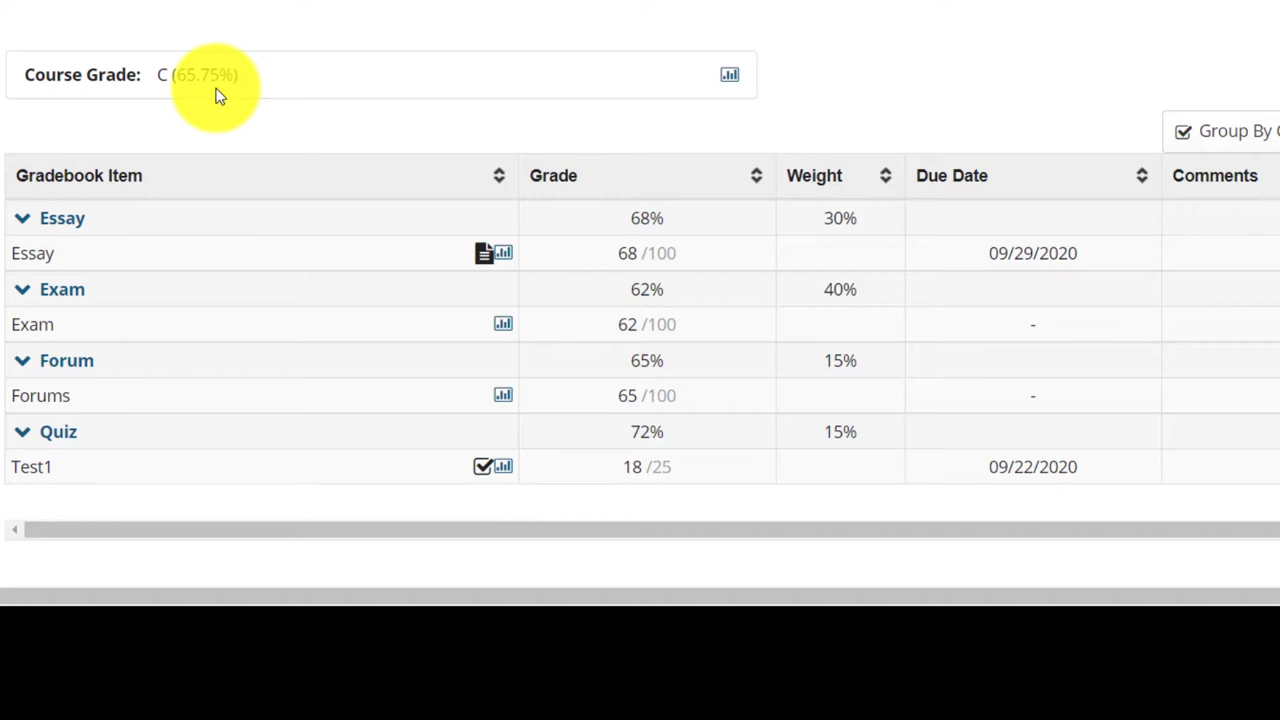 Course Grade: C (65.75%)
Group By
Gradebook Item Grade Weight Due Date Comments
Essay 68% 30%
Essay 68 /100 09/29/2020
Exam 62% 40%
Exam 62 /100 -
Forum 65% 15%
Forums 65 /100 -
Quiz 72% 15%
Test1 18 /25 09/22/2020